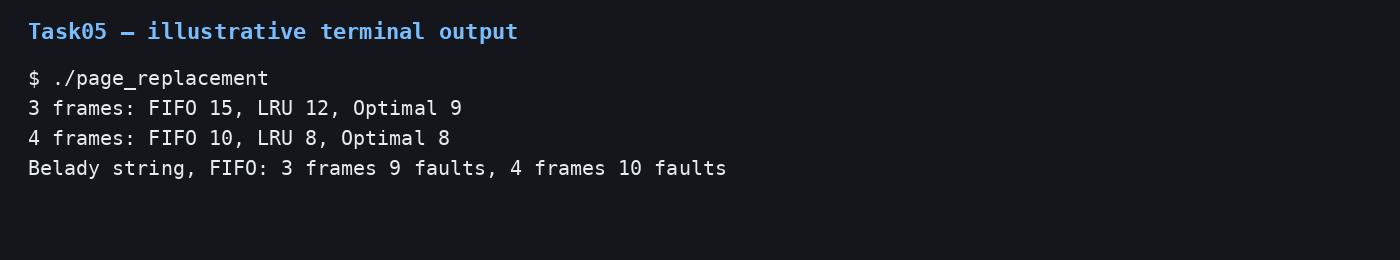 Task05 — illustrative terminal output
$ ./page_replacement
3 frames: FIFO 15, LRU 12, Optimal 9
4 frames: FIFO 10, LRU 8, Optimal 8
Belady string, FIFO: 3 frames 9 faults, 4 frames 10 faults